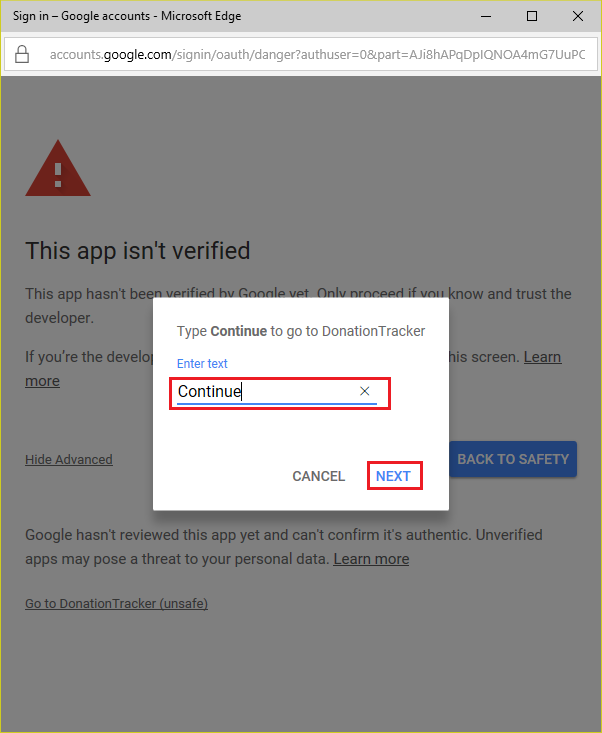 Sign in – Google accounts - Microsoft Edge
accounts.google.com/signin/oauth/danger?authuser=0&part=AJi8hAPqDpIQNOA4mG7UuPC
This app isn't verified
This app hasn't been verified by Google yet. Only proceed if you know and trust the
developer.
If you're the develop his screen. Learn
more
Type Continue to go to DonationTracker
Enter text
Continue
CANCEL NEXT
Hide Advanced
BACK TO SAFETY
Google hasn't reviewed this app yet and can't confirm it's authentic. Unverified
apps may pose a threat to your personal data. Learn more
Go to DonationTracker (unsafe)